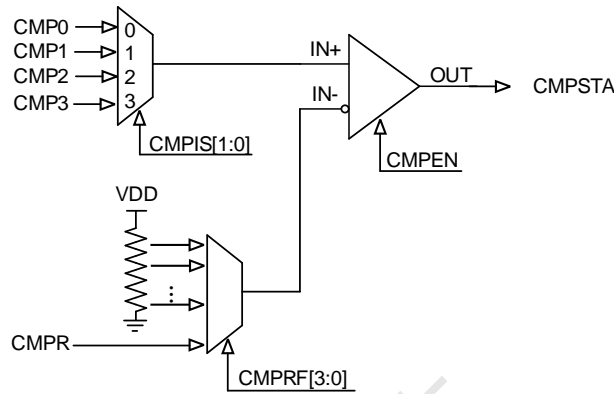 CMP0
0
CMP1
1
CMP2
2
CMP3
3
CMPIS[1:0]
IN+
IN-
OUT
CMPSTA
CMPEN
VDD
...
CMPR
CMPRF[3:0]